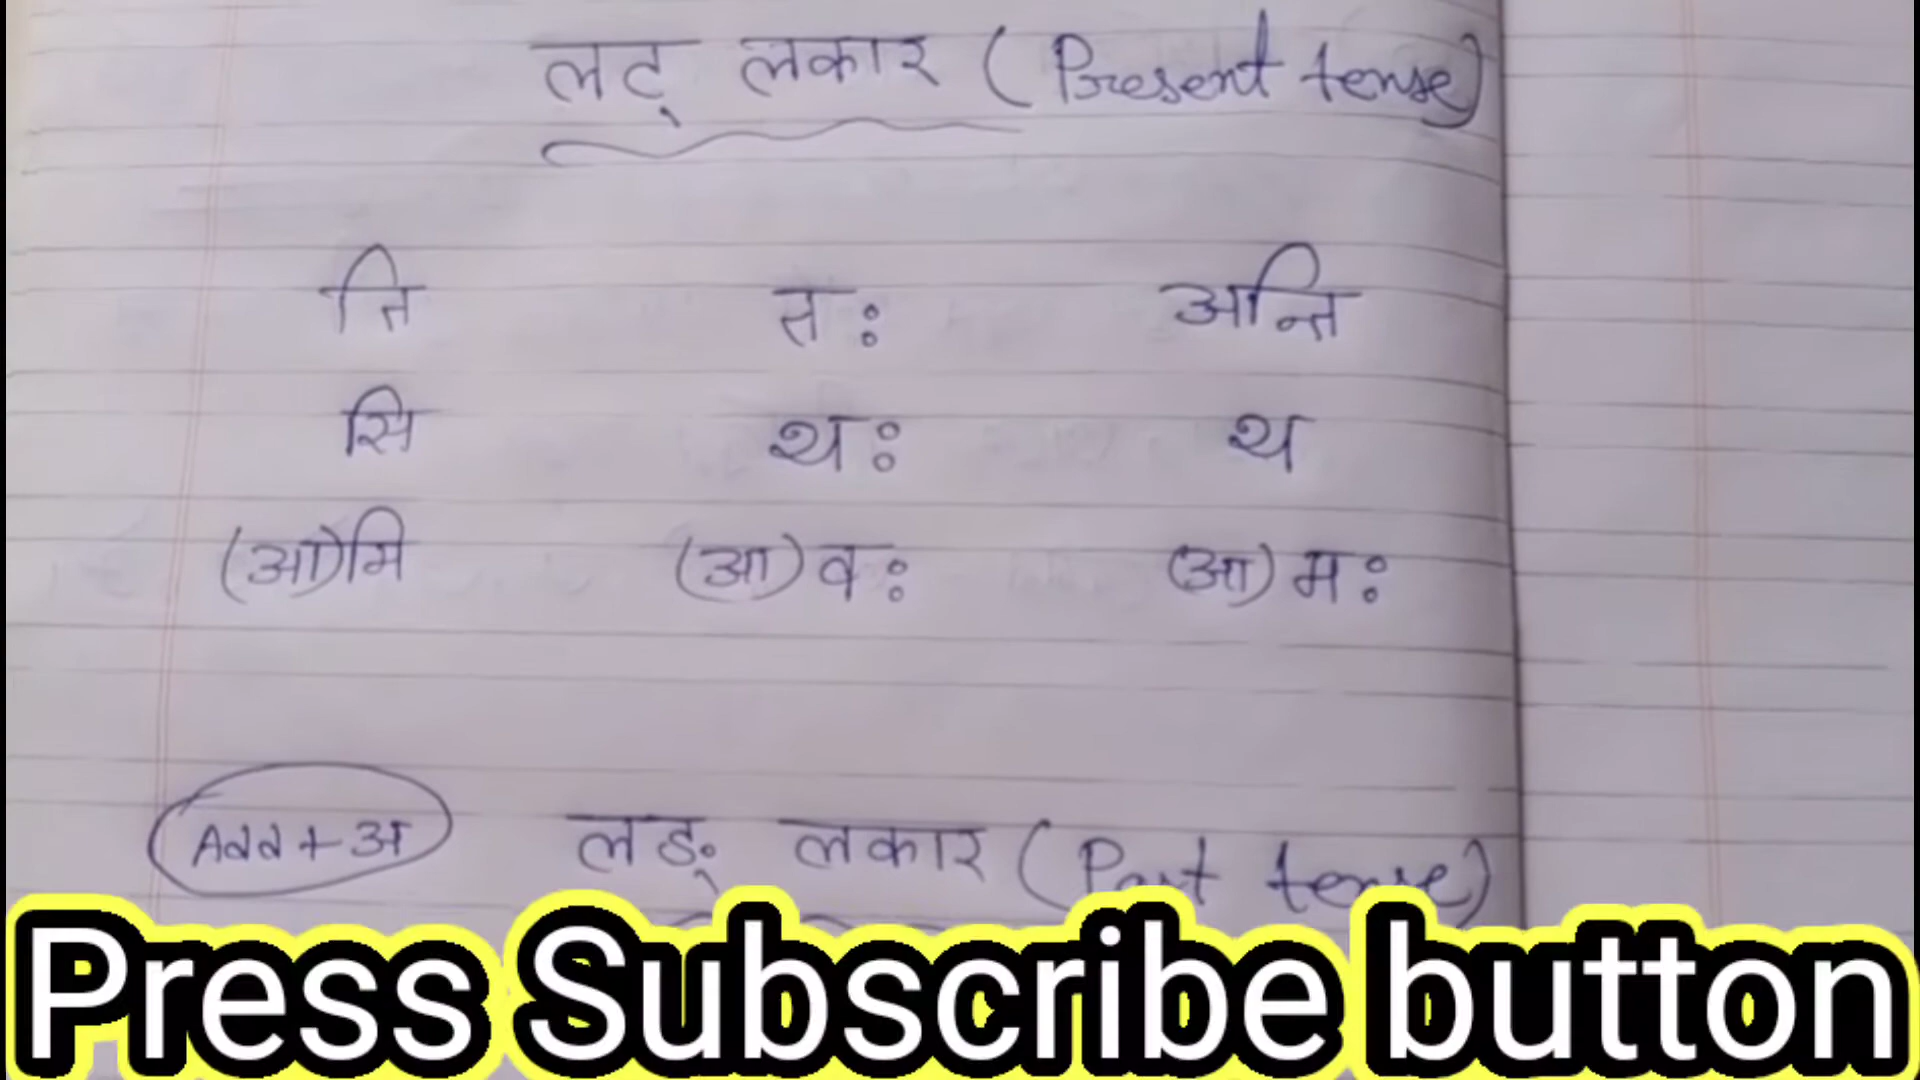 लट् लकार (Present tense)
ति तः अन्ति
सि थः थ
(आ)मि (आ)वः (आ)मः
Add + अ लङ् लकार (Past tense)
Press Subscribe button